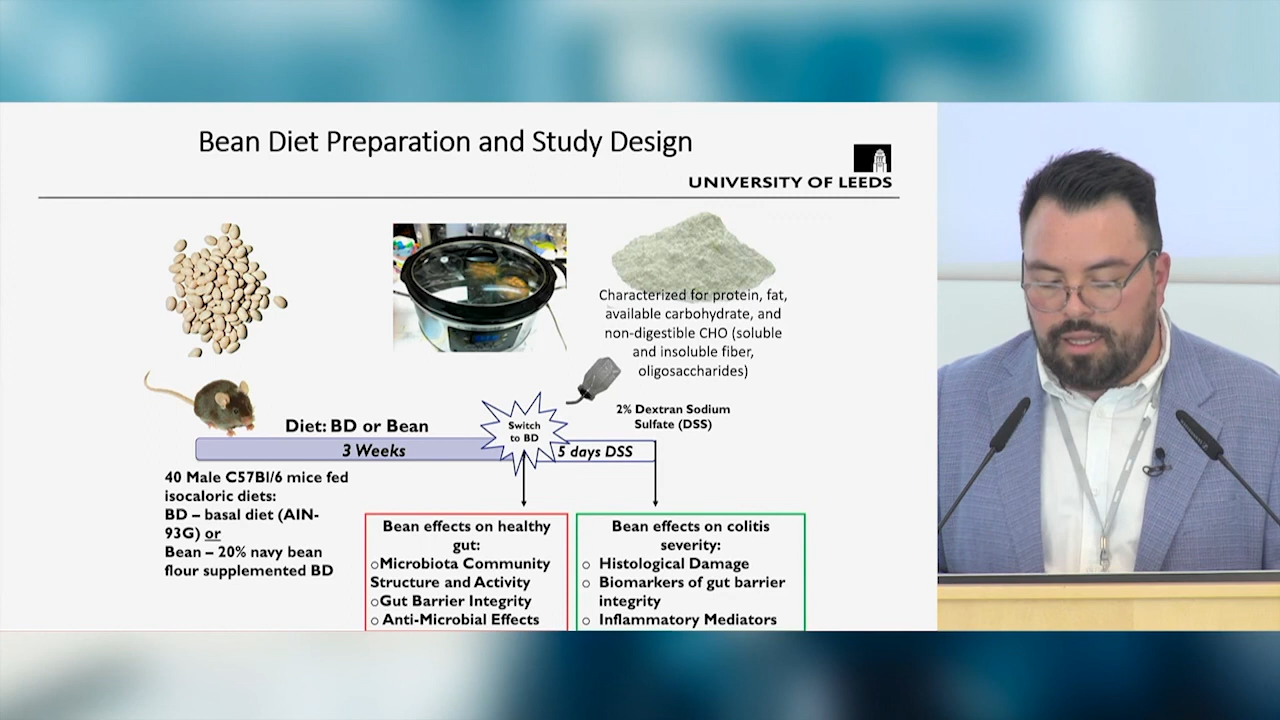 Bean Diet Preparation and Study Design
UNIVERSITY OF LEEDS
Characterized for protein, fat,
available carbohydrate, and
non-digestible CHO (soluble
and insoluble fiber,
oligosaccharides)
2% Dextran Sodium
Sulfate (DSS)
Diet: BD or Bean
Switch
to BD
3 Weeks
5 days DSS
40 Male C57Bl/6 mice fed
isocaloric diets:
BD – basal diet (AIN-
93G) or
Bean – 20% navy bean
flour supplemented BD
Bean effects on healthy
gut:
○Microbiota Community
Structure and Activity
○Gut Barrier Integrity
○ Anti-Microbial Effects
Bean effects on colitis
severity:
○ Histological Damage
○ Biomarkers of gut barrier
integrity
○ Inflammatory Mediators